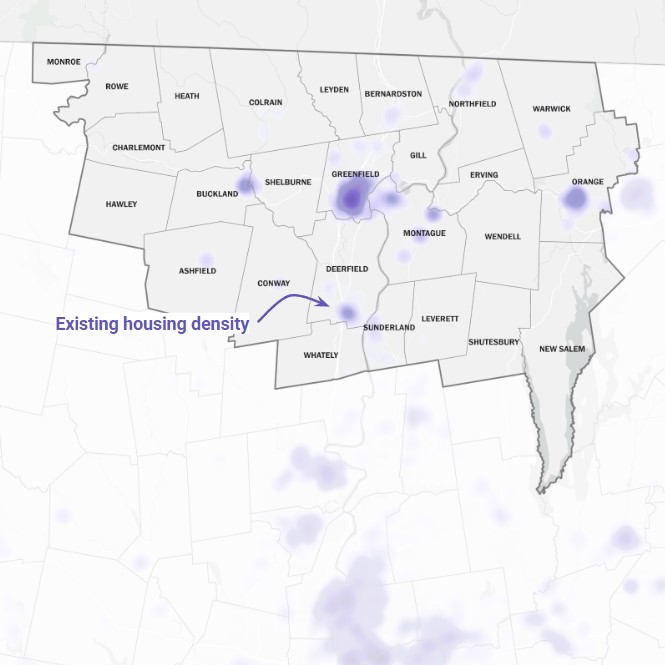 MONROE
ROWE
HEATH
COLRAIN
LEYDEN
BERNARDSTON
NORTHFIELD
WARWICK
CHARLEMONT
GILL
ERVING
ORANGE
GREENFIELD
SHELBURNE
BUCKLAND
HAWLEY
MONTAGUE
WENDELL
ASHFIELD
DEERFIELD
CONWAY
Existing housing density
SUNDERLAND
LEVERETT
SHUTESBURY
NEW SALEM
WHATELY